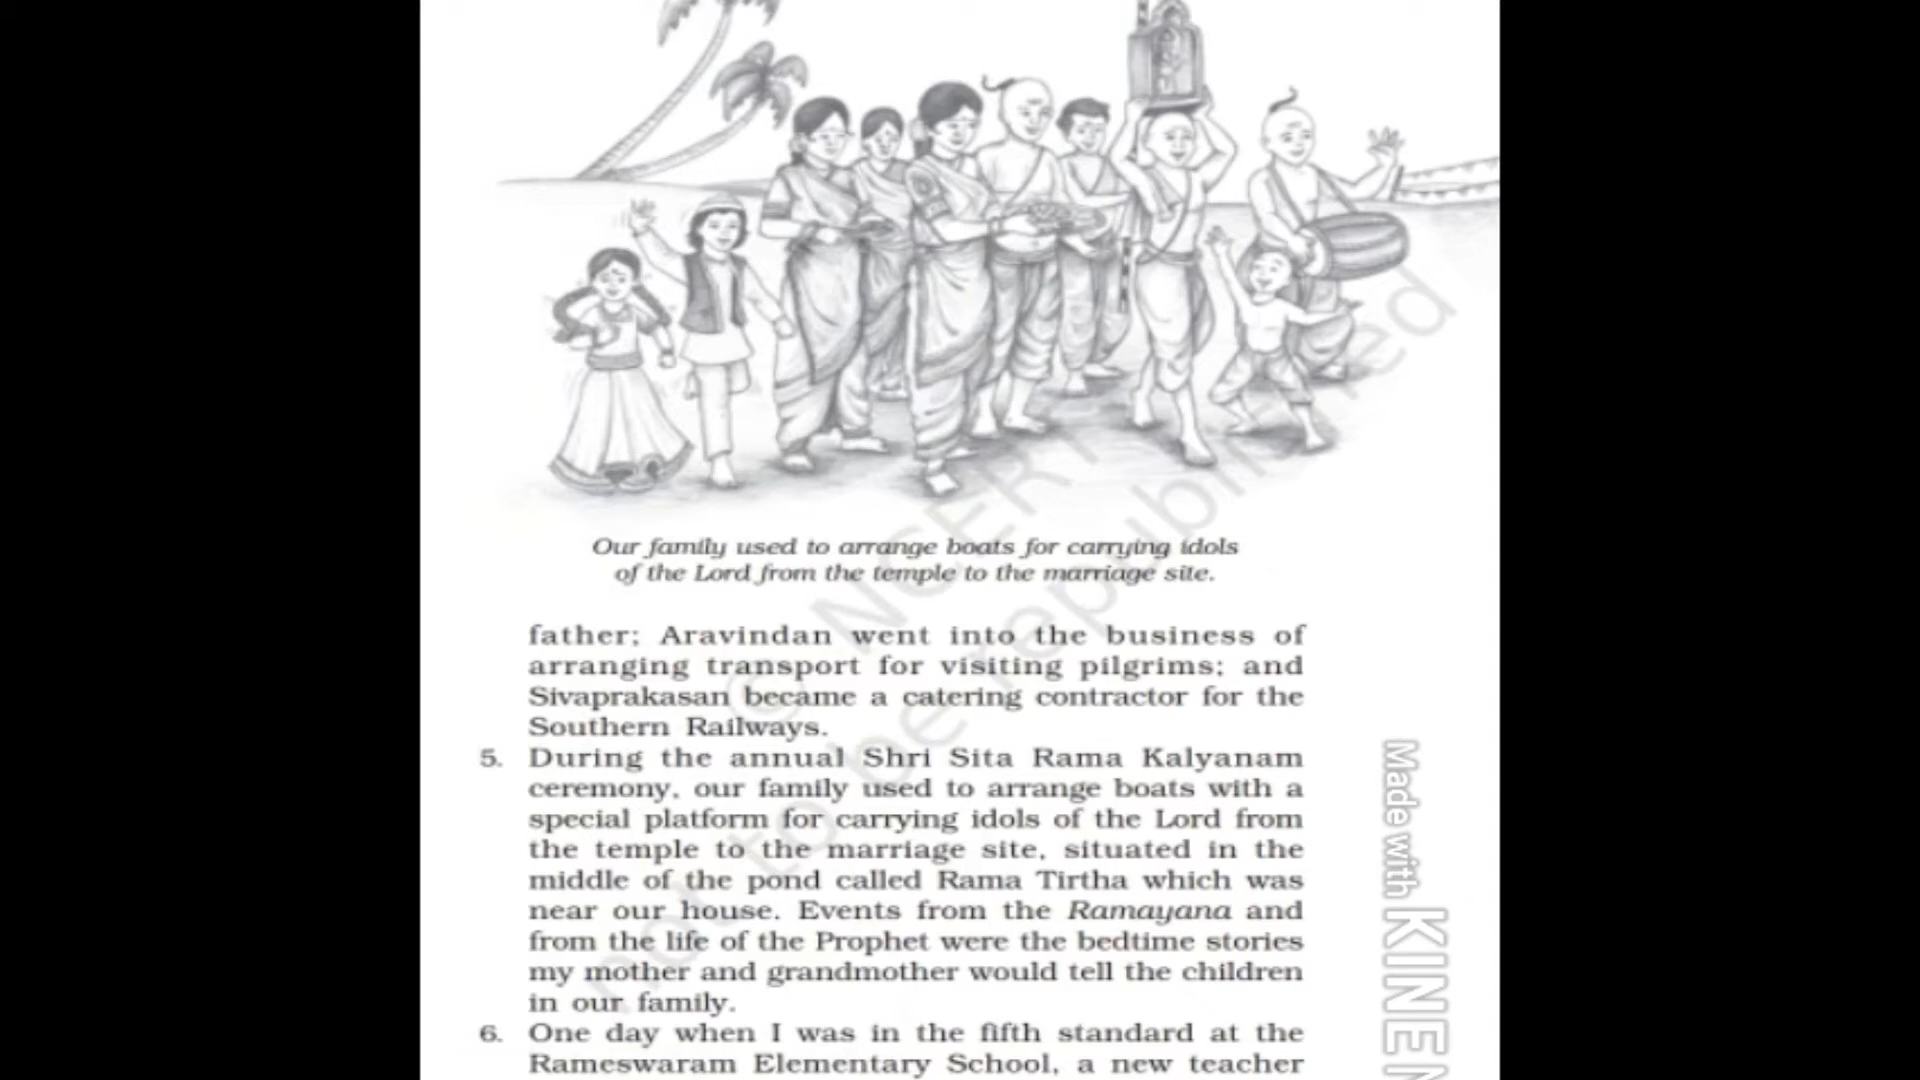 Our family used to arrange boats for carrying idols
of the Lord from the temple to the marriage site.
father; Aravindan went into the business of
arranging transport for visiting pilgrims; and
Sivaprakasan became a catering contractor for the
Southern Railways.
5. During the annual Shri Sita Rama Kalyanam
ceremony, our family used to arrange boats with a
special platform for carrying idols of the Lord from
the temple to the marriage site, situated in the
middle of the pond called Rama Tirtha which was
near our house. Events from the Ramayana and
from the life of the Prophet were the bedtime stories
my mother and grandmother would tell the children
in our family.
6. One day when I was in the fifth standard at the
Rameswaram Elementary School, a new teacher
© NCERT
not to be republished
Made with
KINE